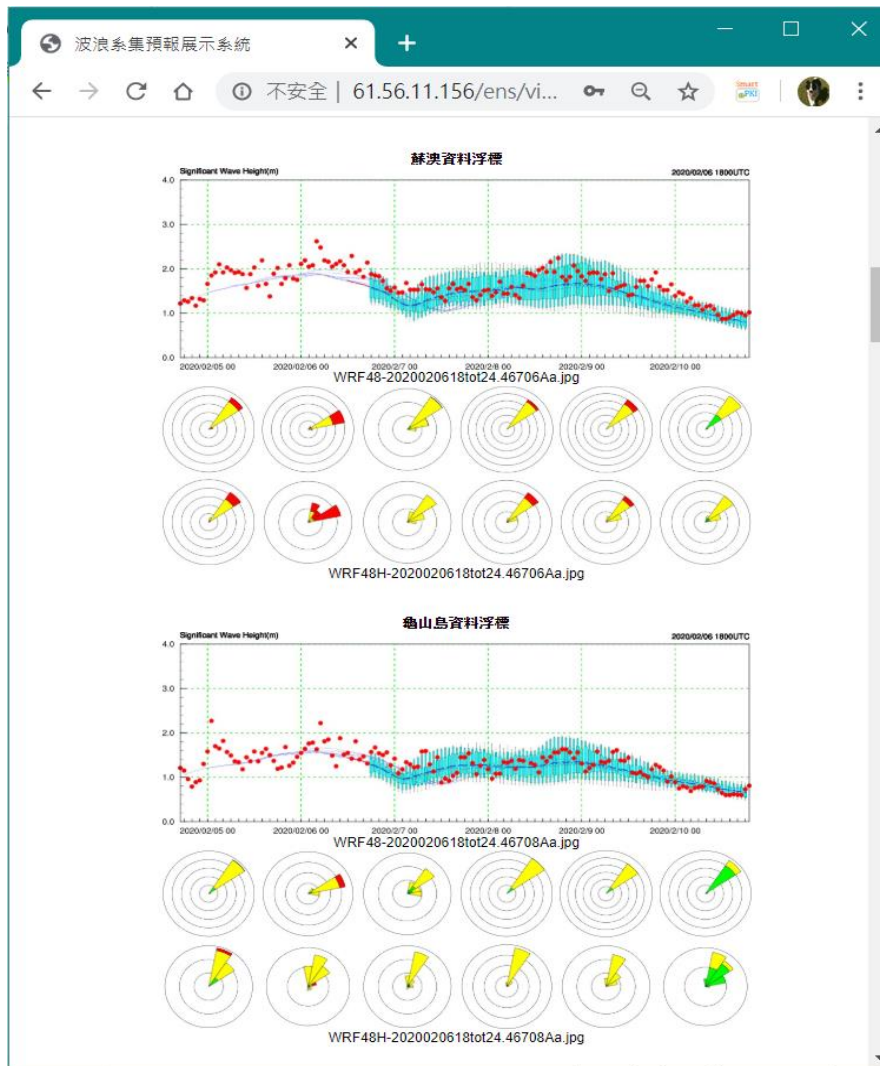 波浪系集預報展示系統
不安全 | 61.56.11.156/ens/vi...
smart
PKI
蘇澳資料浮標
Significant Wave Height(m)
2020/02/06 1800UTC
4.0
3.0
2.0
1.0
0.0
2020/02/05 00
2020/02/06 00
2020/2/7 00
2020/2/8 00
2020/2/9 00
2020/2/10 00
WRF48-2020020618tot24.46706Aa.jpg
WRF48H-2020020618tot24.46706Aa.jpg
龜山島資料浮標
Significant Wave Height(m)
2020/02/06 1800UTC
4.0
3.0
2.0
1.0
0.0
2020/02/05 00
2020/02/06 00
2020/2/7 00
2020/2/8 00
2020/2/9 00
2020/2/10 00
WRF48-2020020618tot24.46708Aa.jpg
WRF48H-2020020618tot24.46708Aa.jpg